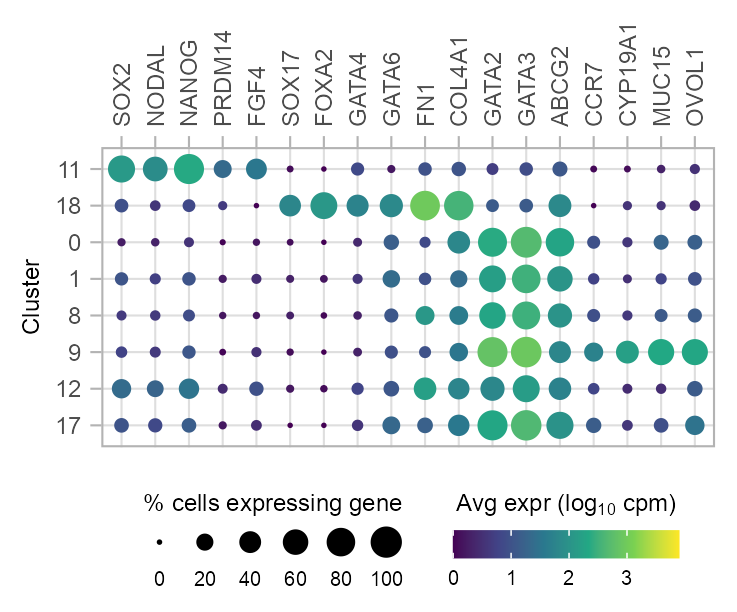 SOX2 NODAL NANOG PRDM14 FGF4 SOX17 FOXA2 GATA4 GATA6 FN1 COL4A1 GATA2 GATA3 ABCG2 CCR7 CYP19A1 MUC15 OVOL1
Cluster
11
18
0
1
8
9
12
17
% cells expressing gene
0 20 40 60 80 100
Avg expr (log₁₀ cpm)
0 1 2 3